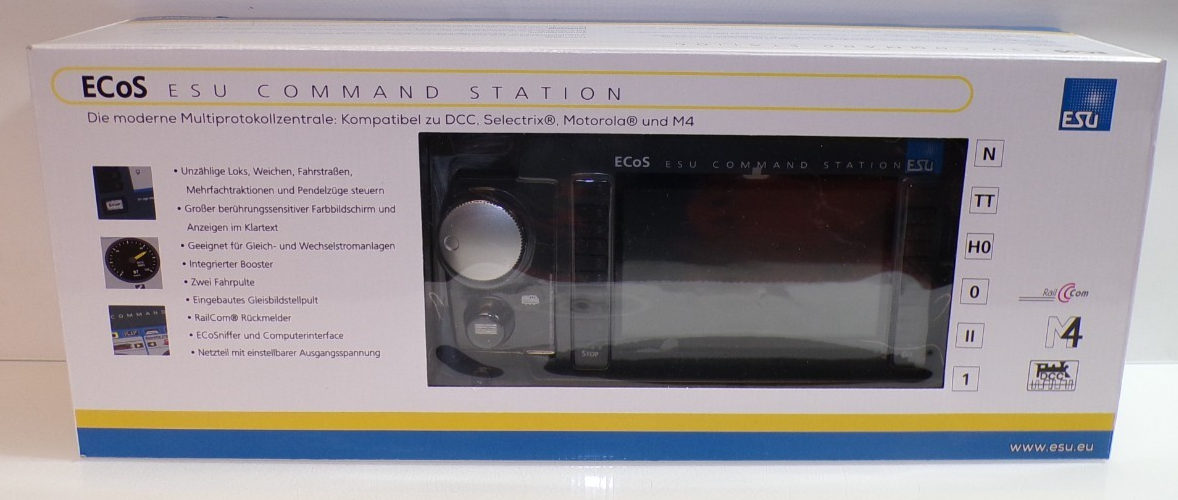 ECoS ESU COMMAND STATION
ESU
Die moderne Multiprotokollzentrale: Kompatibel zu DCC, Selectrix®, Motorola® und M4
• Unzählige Loks, Weichen, Fahrstraßen,
Mehrfachtraktionen und Pendelzüge steuern
• Großer berührungssensitiver Farbbildschirm und
Anzeigen im Klartext
• Geeignet für Gleich- und Wechselstromanlagen
• Integrierter Booster
• Zwei Fahrpulte
• Eingebautes Gleisbildstellpult
• RailCom® Rückmelder
• ECoSniffer und Computerinterface
• Netzteil mit einstellbarer Ausgangsspannung
COMMAND
ECoS ESU COMMAND STATION ESU
STOP
N
TT
H0
0
II
1
RailCom
M4
DCC
www.esu.eu